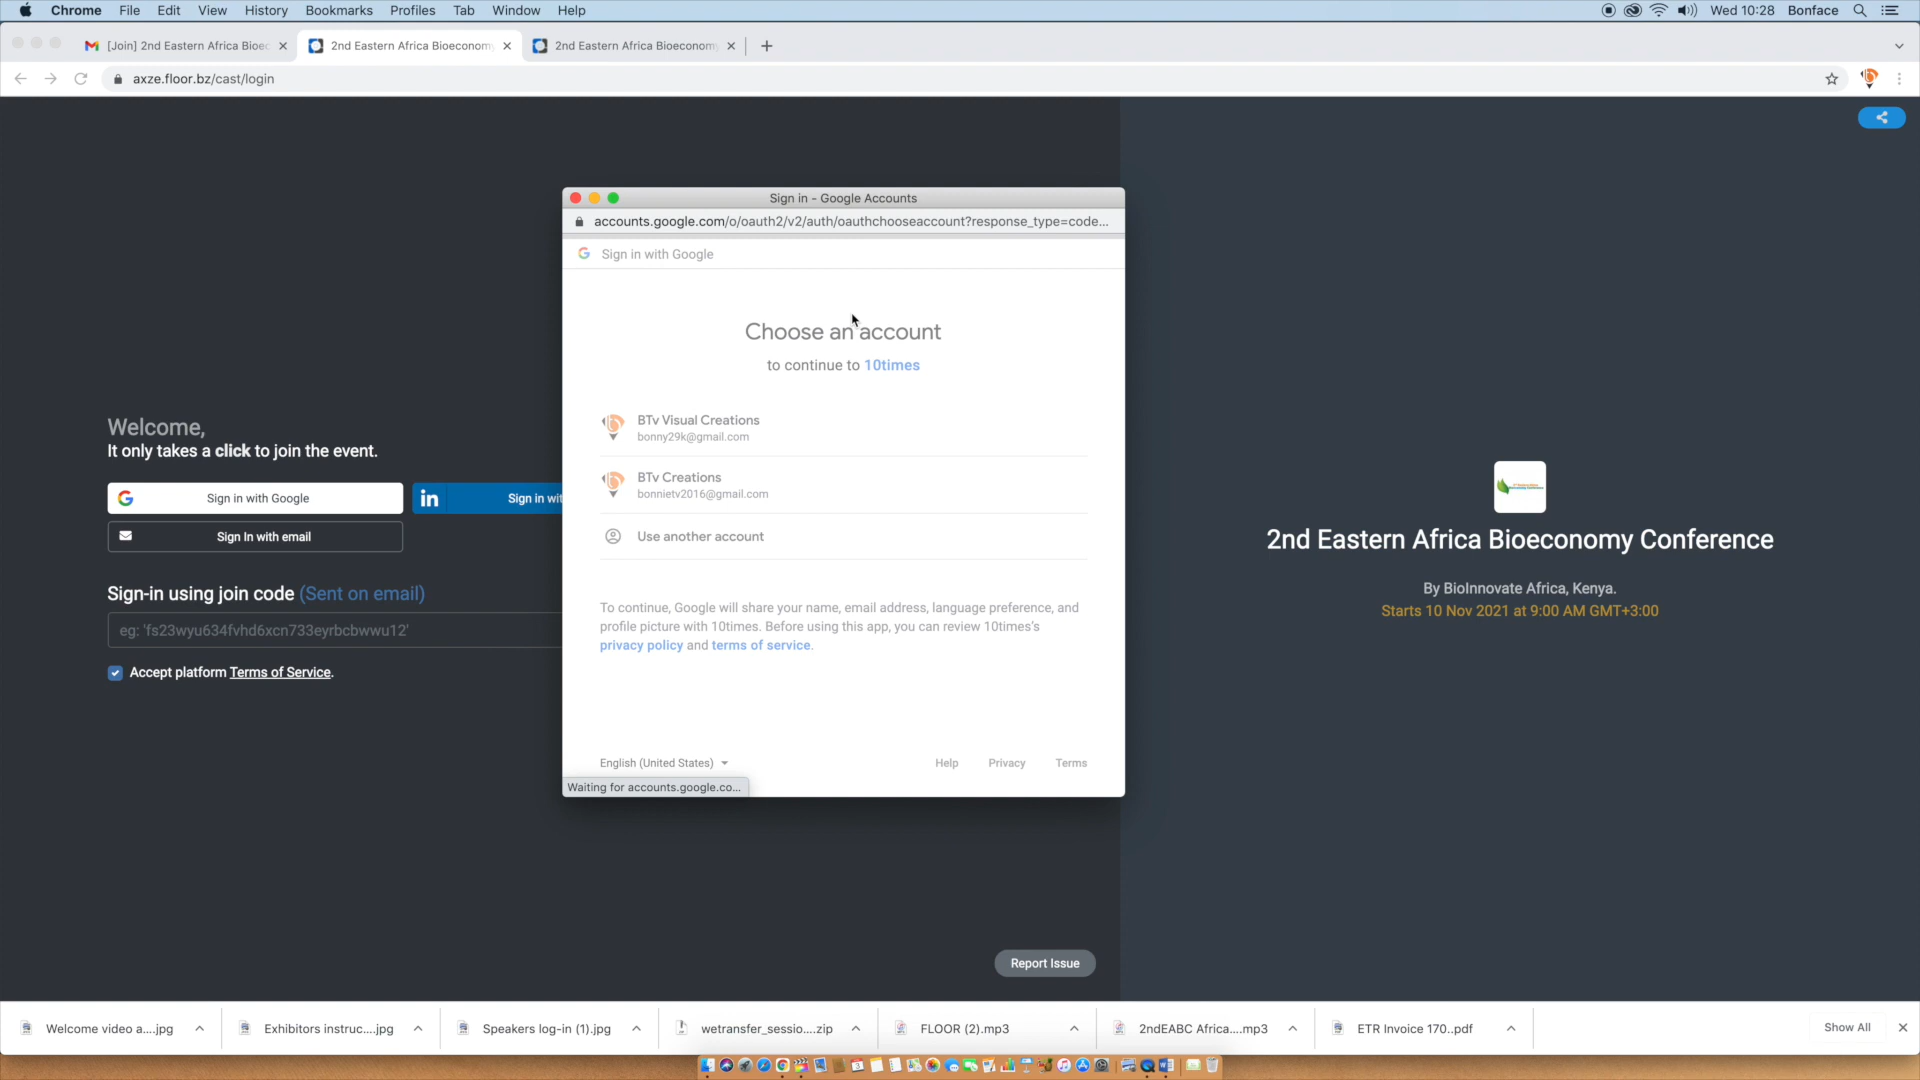 Chrome File Edit View History Bookmarks Profiles Tab Window Help Wed 10:28 Bonface
[Join] 2nd Eastern Africa Bioec 2nd Eastern Africa Bioeconomy 2nd Eastern Africa Bioeconomy
axze.floor.bz/cast/login
Sign in - Google Accounts
accounts.google.com/o/oauth2/v2/auth/oauthchooseaccount?response_type=code...
Sign in with Google
Choose an account
to continue to 10times
BTv Visual Creations
bonny29k@gmail.com
BTv Creations
bonnietv2016@gmail.com
Use another account
To continue, Google will share your name, email address, language preference, and
profile picture with 10times. Before using this app, you can review 10times's
privacy policy and terms of service.
English (United States) Help Privacy Terms
Waiting for accounts.google.co...
Welcome,
It only takes a click to join the event.
Sign in with Google
in Sign in wit
Sign In with email
Sign-in using join code (Sent on email)
eg: 'fs23wyu634fvhd6xcn733eyrbcbwwu12'
Accept platform Terms of Service.
2nd Eastern Africa Bioeconomy Conference
By BioInnovate Africa, Kenya.
Starts 10 Nov 2021 at 9:00 AM GMT+3:00
Report Issue
Welcome video a....jpg Exhibitors instruc....jpg Speakers log-in (1).jpg wetransfer_sessio....zip FLOOR (2).mp3 2ndEABC Africa....mp3 ETR Invoice 170..pdf Show All